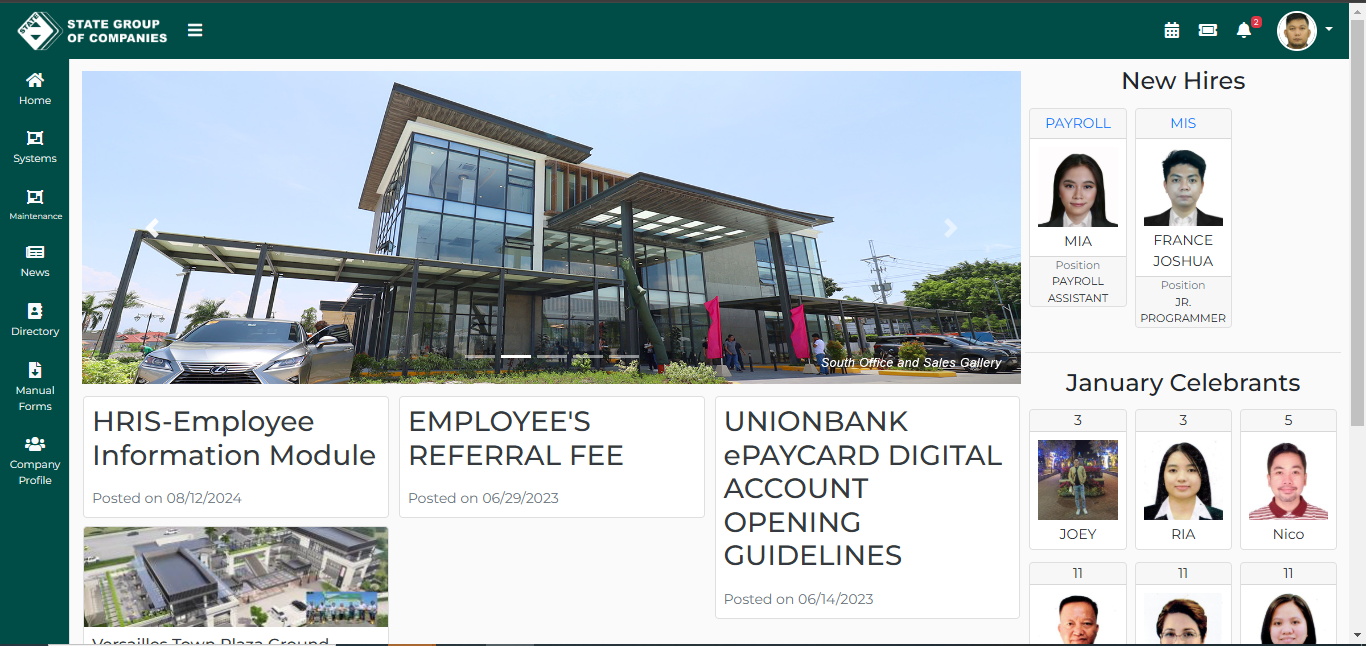 STATE GROUP
OF COMPANIES
2
Home
Systems
Maintenance
News
Directory
Manual
Forms
Company
Profile
South Office and Sales Gallery
HRIS-Employee
Information Module
Posted on 08/12/2024
EMPLOYEE'S
REFERRAL FEE
Posted on 06/29/2023
UNIONBANK
ePAYCARD DIGITAL
ACCOUNT
OPENING
GUIDELINES
Posted on 06/14/2023
Versailles Town Plaza Ground
New Hires
PAYROLL
MIA
Position
PAYROLL
ASSISTANT
MIS
FRANCE
JOSHUA
Position
JR.
PROGRAMMER
January Celebrants
3
JOEY
3
RIA
5
Nico
11
11
11